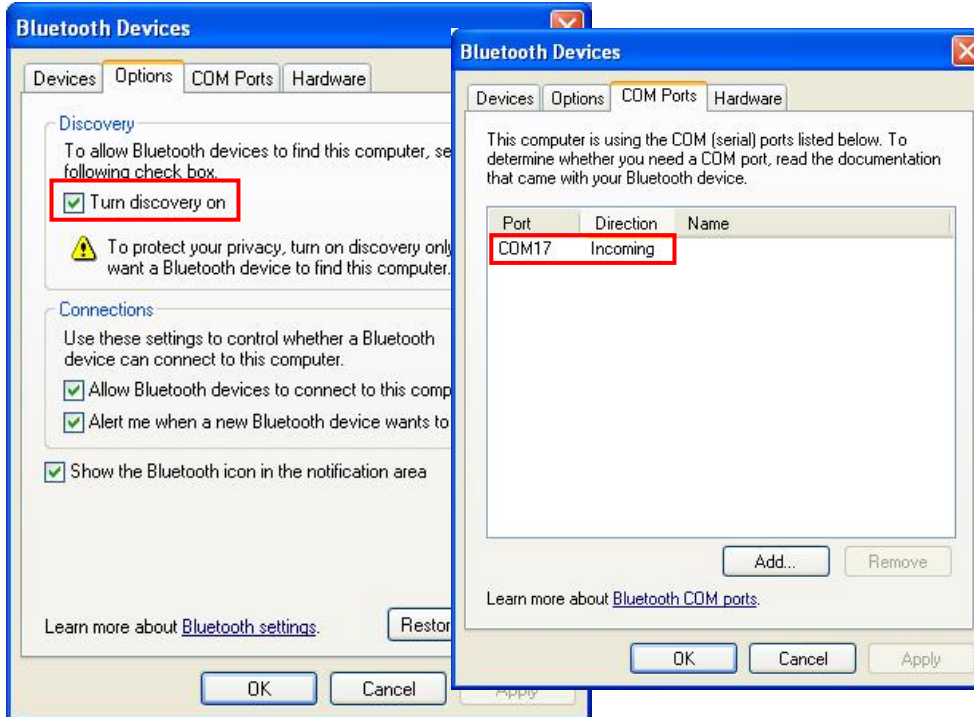 Bluetooth Devices
Devices Options COM Ports Hardware
Discovery
To allow Bluetooth devices to find this computer, se
following check box.
Turn discovery on
To protect your privacy, turn on discovery only
want a Bluetooth device to find this computer.
Connections
Use these settings to control whether a Bluetooth
device can connect to this computer.
Allow Bluetooth devices to connect to this comp
Alert me when a new Bluetooth device wants to
Show the Bluetooth icon in the notification area
Learn more about Bluetooth settings.
Restor
OK Cancel Apply
Bluetooth Devices
Devices Options COM Ports Hardware
This computer is using the COM (serial) ports listed below. To
determine whether you need a COM port, read the documentation
that came with your Bluetooth device.
Port Direction Name
COM17 Incoming
Add... Remove
Learn more about Bluetooth COM ports.
OK Cancel Apply